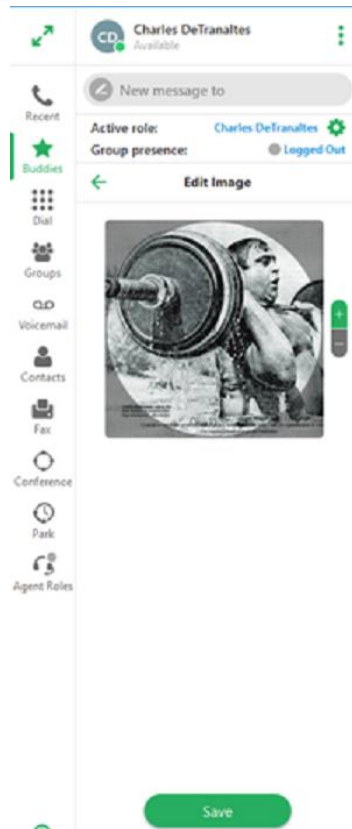 CD
Charles DeTranaltes
Available
New message to
Recent
Active role: Charles DeTranaltes
Group presence: Logged Out
Buddies
Edit Image
Dial
Groups
+
Voicemail
−
Contacts
Fax
Conference
Park
Agent Roles
Save